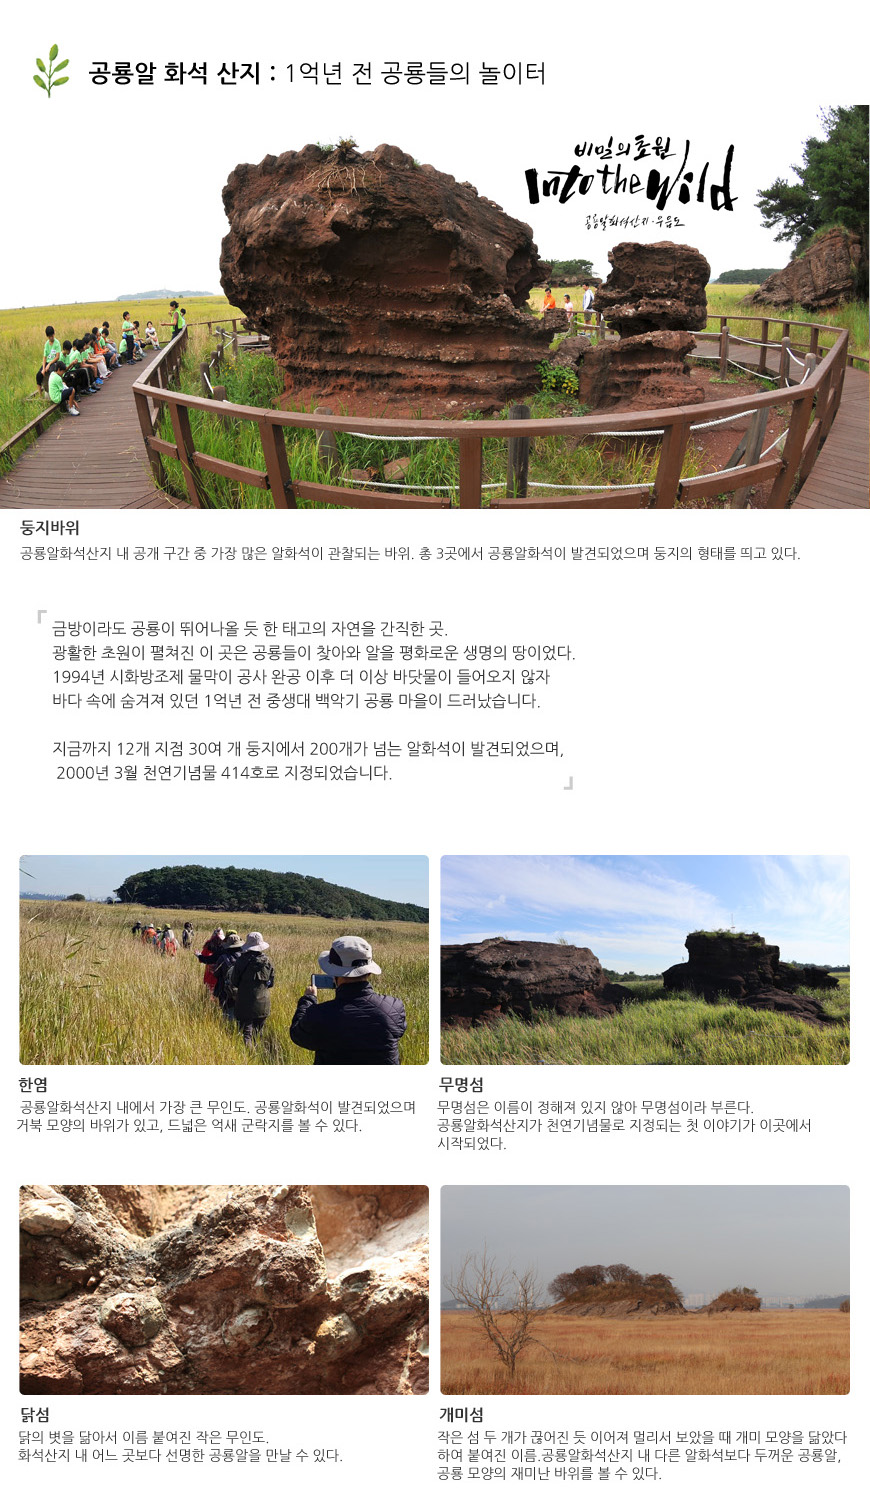 공룡알 화석 산지 : 1억년 전 공룡들의 놀이터
비밀의 초원
Into the Wild
공룡알화석산지·우음도
둥지바위
공룡알화석산지 내 공개 구간 중 가장 많은 알화석이 관찰되는 바위. 총 3곳에서 공룡알화석이 발견되었으며 둥지의 형태를 띄고 있다.
「금방이라도 공룡이 뛰어나올 듯 한 태고의 자연을 간직한 곳.
광활한 초원이 펼쳐진 이 곳은 공룡들이 찾아와 알을 평화로운 생명의 땅이었다.
1994년 시화방조제 물막이 공사 완공 이후 더 이상 바닷물이 들어오지 않자
바다 속에 숨겨져 있던 1억년 전 중생대 백악기 공룡 마을이 드러났습니다.
지금까지 12개 지점 30여 개 둥지에서 200개가 넘는 알화석이 발견되었으며,
2000년 3월 천연기념물 414호로 지정되었습니다.」
한염
공룡알화석산지 내에서 가장 큰 무인도. 공룡알화석이 발견되었으며
거북 모양의 바위가 있고, 드넓은 억새 군락지를 볼 수 있다.
무명섬
무명섬은 이름이 정해져 있지 않아 무명섬이라 부른다.
공룡알화석산지가 천연기념물로 지정되는 첫 이야기가 이곳에서
시작되었다.
닭섬
닭의 볏을 닮아서 이름 붙여진 작은 무인도.
화석산지 내 어느 곳보다 선명한 공룡알을 만날 수 있다.
개미섬
작은 섬 두 개가 끊어진 듯 이어져 멀리서 보았을 때 개미 모양을 닮았다
하여 붙여진 이름.공룡알화석산지 내 다른 알화석보다 두꺼운 공룡알,
공룡 모양의 재미난 바위를 볼 수 있다.